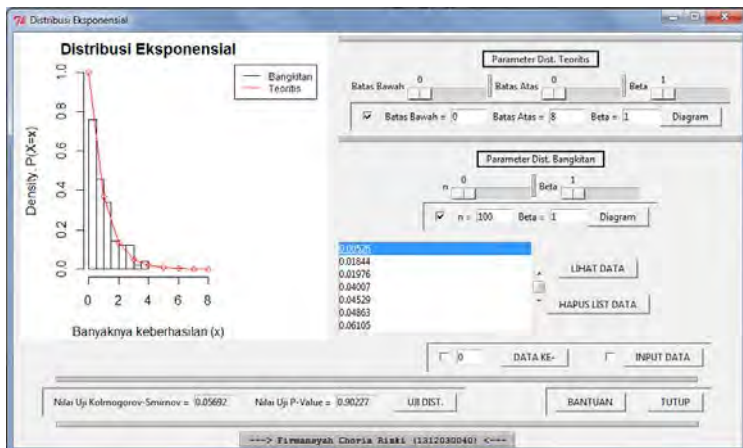 Distribusi Eksponensial
Distribusi Eksponensial
Bangkitan
Teoritis
Density, P(X=x)
1.0
0.8
0.6
0.4
0.2
0.0
0 2 4 6 8
Banyaknya keberhasilan (x)
Parameter Dist. Teoritis
0 0 1
Batas Bawah Batas Atas Beta
Batas Bawah = 0 Batas Atas = 8 Beta = 1 Diagram
Parameter Dist. Bangkitan
0 1
n Beta
n = 100 Beta = 1 Diagram
0.00526
0.01844
0.01976
0.04007
0.04529
0.04863
0.06105
LIHAT DATA
HAPUS LIST DATA
0 DATA KE- INPUT DATA
Nilai Uji Kolmogorov-Smirnov = 0.05692 Nilai Uji P-Value = 0.90227 UJI DIST. BANTUAN TUTUP
---> Firmansyah Choria Riski (1312030040) <---